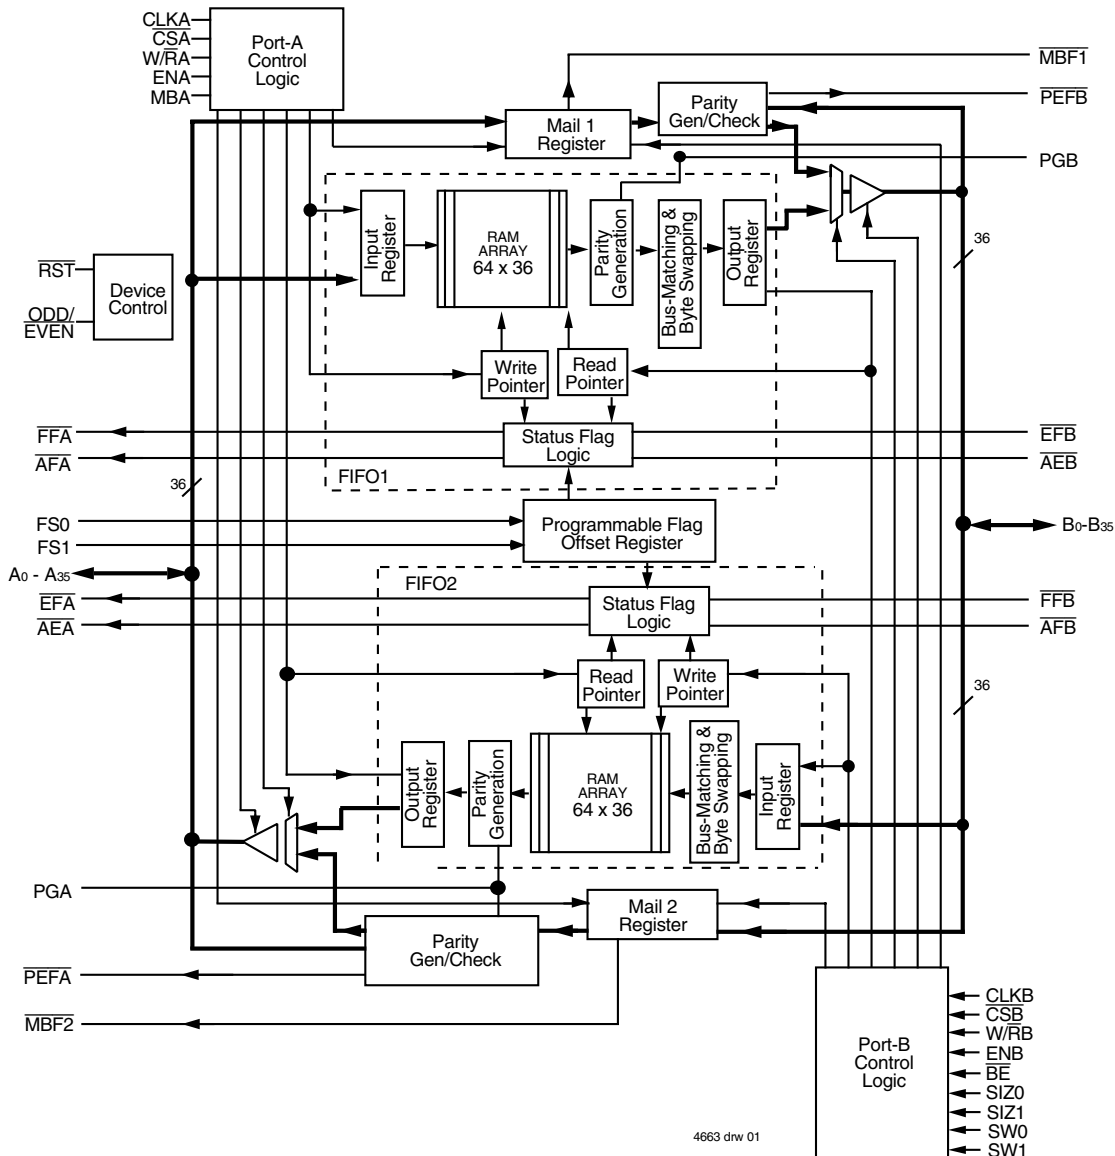 CLKA
CSA
W/RA
ENA
MBA
Port-A
Control
Logic
MBF1
Mail 1
Register
Parity
Gen/Check
PEFB
PGB
RST
ODD/
EVEN
Device
Control
Input
Register
RAM
ARRAY
64 x 36
Parity
Generation
Bus-Matching &
Byte Swapping
Output
Register
36
Write
Pointer
Read
Pointer
FFA
AFA
Status Flag
Logic
EFB
AEB
FIFO1
36
FS0
FS1
Programmable Flag
Offset Register
A0 - A35
B0-B35
FIFO2
EFA
AEA
Status Flag
Logic
FFB
AFB
Read
Pointer
Write
Pointer
36
Output
Register
Parity
Generation
RAM
ARRAY
64 x 36
Bus-Matching &
Byte Swapping
Input
Register
PGA
Mail 2
Register
Parity
Gen/Check
PEFA
MBF2
Port-B
Control
Logic
CLKB
CSB
W/RB
ENB
BE
SIZ0
SIZ1
SW0
SW1
4663 drw 01